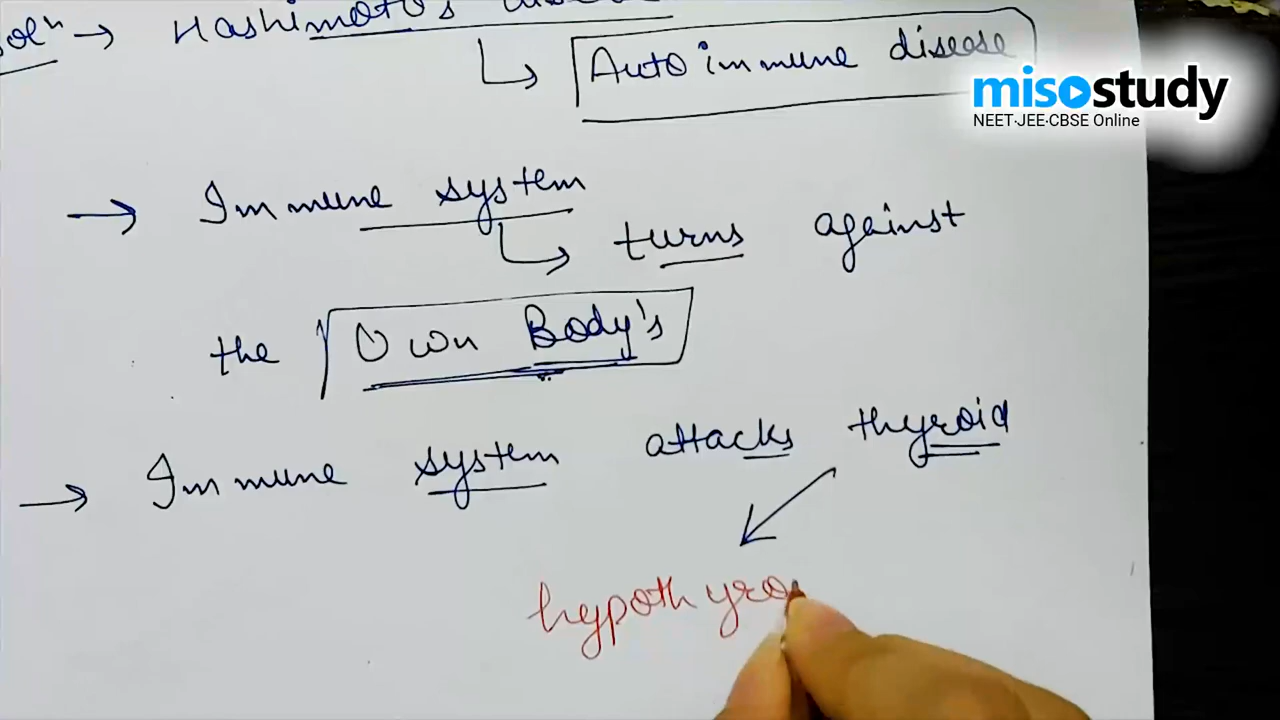 Solⁿ → Hashimoto's
↳ Auto immune disease
misostudy
NEET·JEE·CBSE Online
→ Immune system
↳ turns against
the Own Body's
→ Immune system attacks thyroid
hypothyro